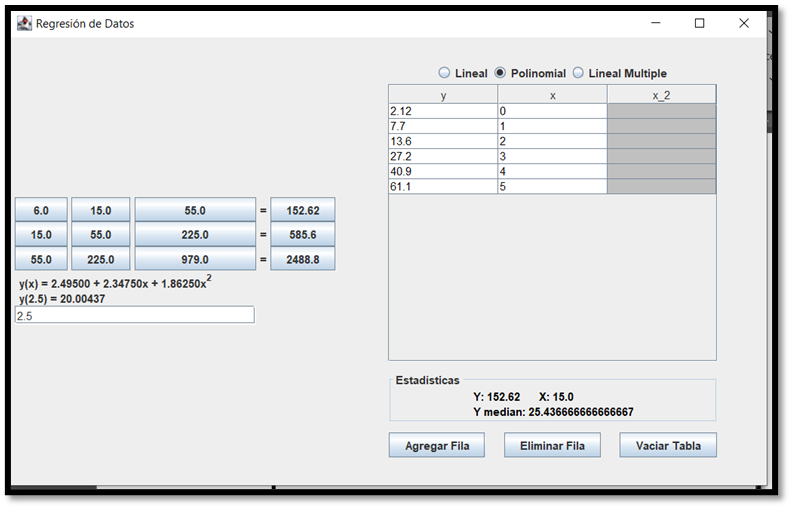 Regresión de Datos
Lineal Polinomial Lineal Multiple
y x x_2
2.12 0
7.7 1
13.6 2
27.2 3
40.9 4
61.1 5
6.0 15.0 55.0 = 152.62
15.0 55.0 225.0 = 585.6
55.0 225.0 979.0 = 2488.8
y(x) = 2.49500 + 2.34750x + 1.86250x²
y(2.5) = 20.00437
2.5
Estadísticas
Y: 152.62 X: 15.0
Y median: 25.436666666666667
Agregar Fila Eliminar Fila Vaciar Tabla